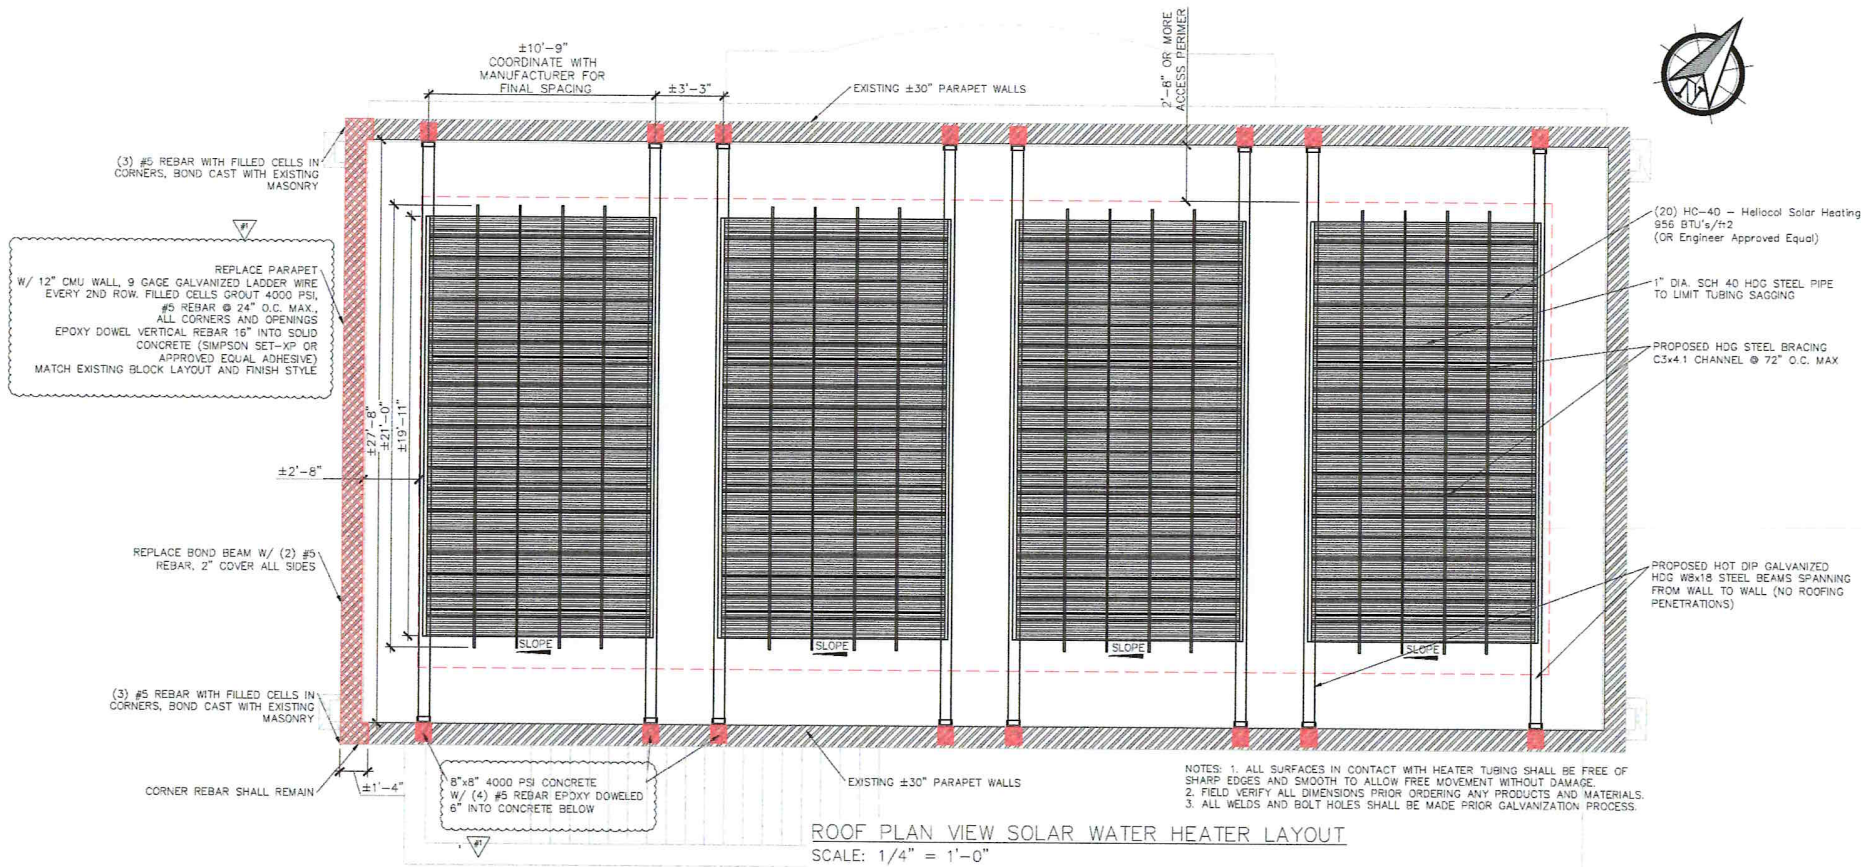 ±10'-9"
COORDINATE WITH
MANUFACTURER FOR
FINAL SPACING
±3'-3"
EXISTING ±30" PARAPET WALLS
2'-8" OR MORE
ACCESS PERIMER
N
(3) #5 REBAR WITH FILLED CELLS IN
CORNERS, BOND CAST WITH EXISTING
MASONRY
#1
REPLACE PARAPET
W/ 12" CMU WALL, 9 GAGE GALVANIZED LADDER WIRE
EVERY 2ND ROW. FILLED CELLS GROUT 4000 PSI,
#5 REBAR @ 24" O.C. MAX.,
ALL CORNERS AND OPENINGS
EPOXY DOWEL VERTICAL REBAR 16" INTO SOLID
CONCRETE (SIMPSON SET-XP OR
APPROVED EQUAL ADHESIVE)
MATCH EXISTING BLOCK LAYOUT AND FINISH STYLE
±27'-8"
±21'-0"
±19'-11"
±2'-8"
(20) HC-40 - Heliocol Solar Heating
956 BTU's/ft2
(OR Engineer Approved Equal)
1" DIA. SCH 40 HDG STEEL PIPE
TO LIMIT TUBING SAGGING
PROPOSED HDG STEEL BRACING
C3x4.1 CHANNEL @ 72" O.C. MAX
REPLACE BOND BEAM W/ (2) #5
REBAR, 2" COVER ALL SIDES
PROPOSED HOT DIP GALVANIZED
HDG W8x18 STEEL BEAMS SPANNING
FROM WALL TO WALL (NO ROOFING
PENETRATIONS)
SLOPE
SLOPE
SLOPE
SLOPE
(3) #5 REBAR WITH FILLED CELLS IN
CORNERS, BOND CAST WITH EXISTING
MASONRY
CORNER REBAR SHALL REMAIN
±1'-4"
8"x8" 4000 PSI CONCRETE
W/ (4) #5 REBAR EPOXY DOWELED
6" INTO CONCRETE BELOW
#1
EXISTING ±30" PARAPET WALLS
NOTES: 1. ALL SURFACES IN CONTACT WITH HEATER TUBING SHALL BE FREE OF
SHARP EDGES AND SMOOTH TO ALLOW FREE MOVEMENT WITHOUT DAMAGE.
2. FIELD VERIFY ALL DIMENSIONS PRIOR ORDERING ANY PRODUCTS AND MATERIALS.
3. ALL WELDS AND BOLT HOLES SHALL BE MADE PRIOR GALVANIZATION PROCESS.
ROOF PLAN VIEW SOLAR WATER HEATER LAYOUT
SCALE: 1/4" = 1'-0"